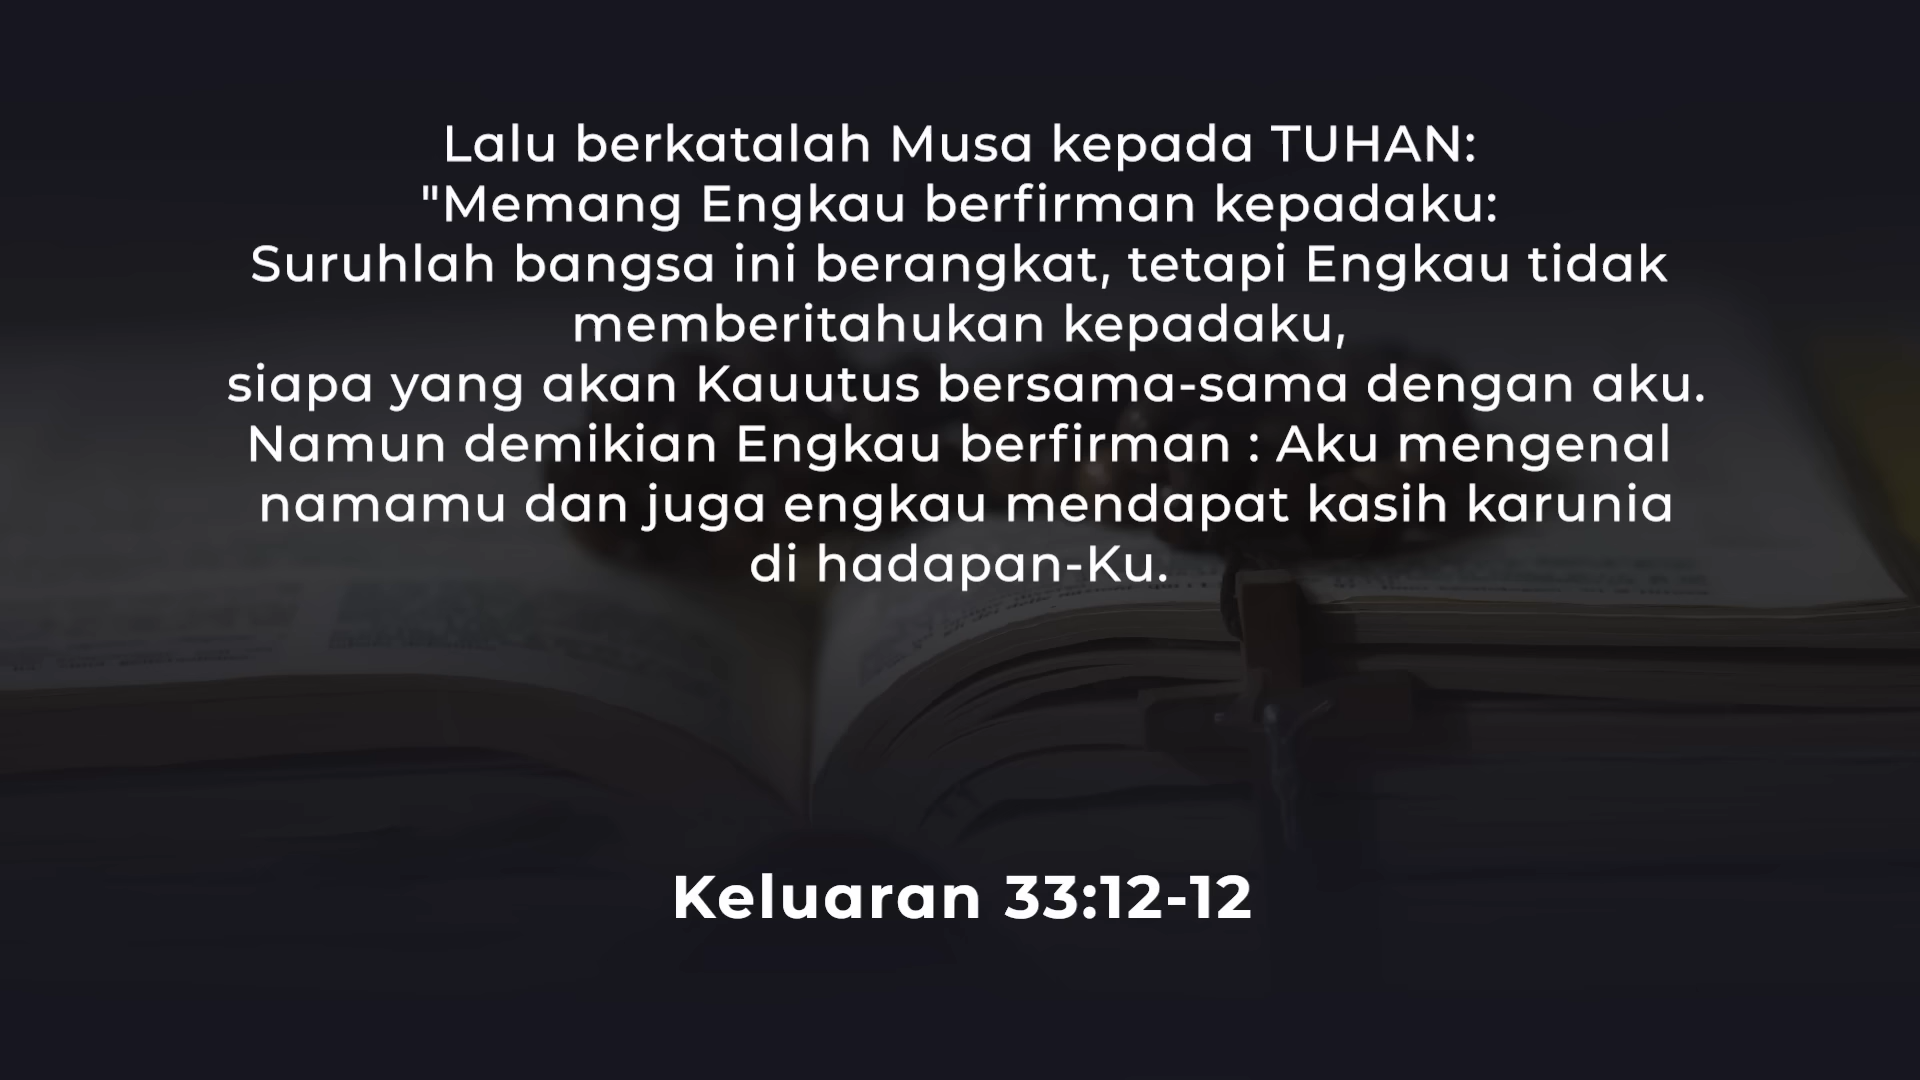 Lalu berkatalah Musa kepada TUHAN:
"Memang Engkau berfirman kepadaku:
Suruhlah bangsa ini berangkat, tetapi Engkau tidak
memberitahukan kepadaku,
siapa yang akan Kauutus bersama-sama dengan aku.
Namun demikian Engkau berfirman : Aku mengenal
namamu dan juga engkau mendapat kasih karunia
di hadapan-Ku.
Keluaran 33:12-12